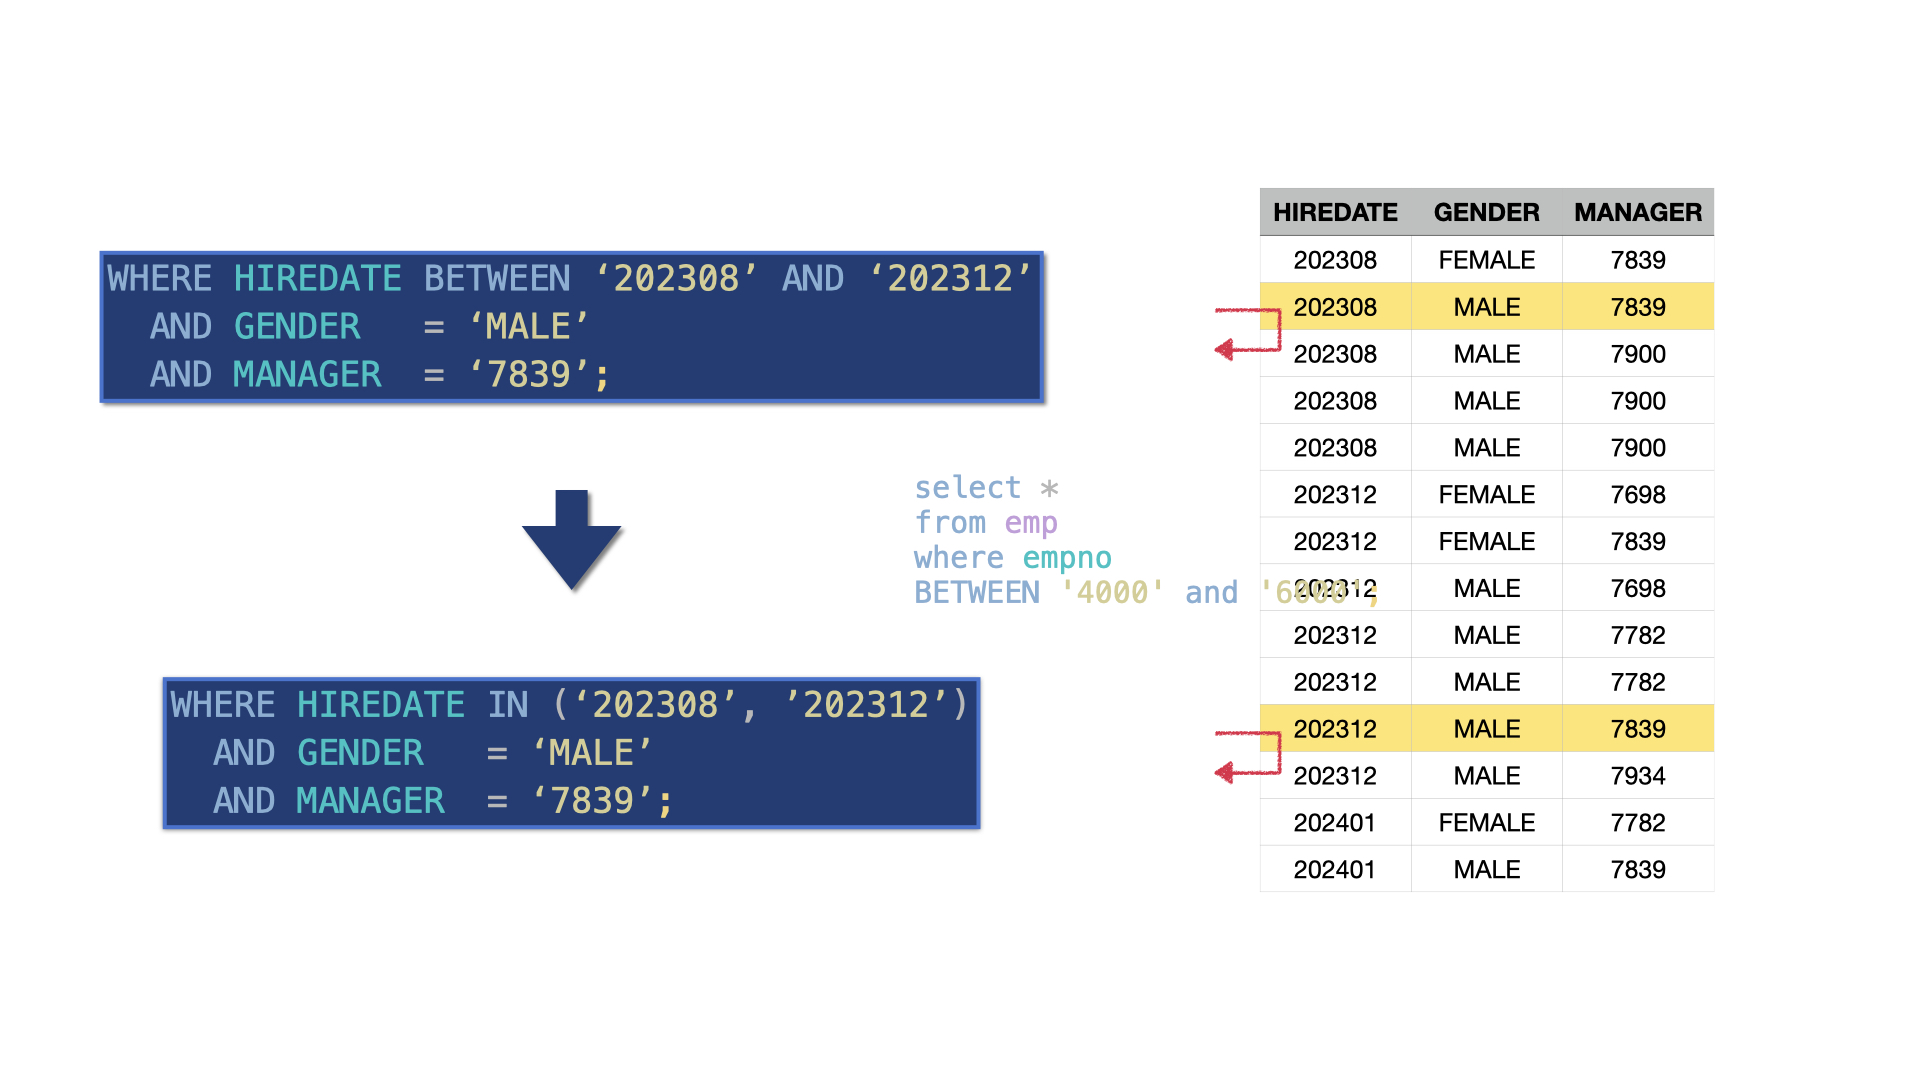 WHERE HIREDATE BETWEEN ‘202308’ AND ‘202312’
AND GENDER = ‘MALE’
AND MANAGER = ‘7839’;
select *
from emp
where empno
BETWEEN '4000' and '6000';
WHERE HIREDATE IN (‘202308’, ’202312’)
AND GENDER = ‘MALE’
AND MANAGER = ‘7839’;
HIREDATE GENDER MANAGER
202308 FEMALE 7839
202308 MALE 7839
202308 MALE 7900
202308 MALE 7900
202308 MALE 7900
202312 FEMALE 7698
202312 FEMALE 7839
202312 MALE 7698
202312 MALE 7782
202312 MALE 7782
202312 MALE 7839
202312 MALE 7934
202401 FEMALE 7782
202401 MALE 7839